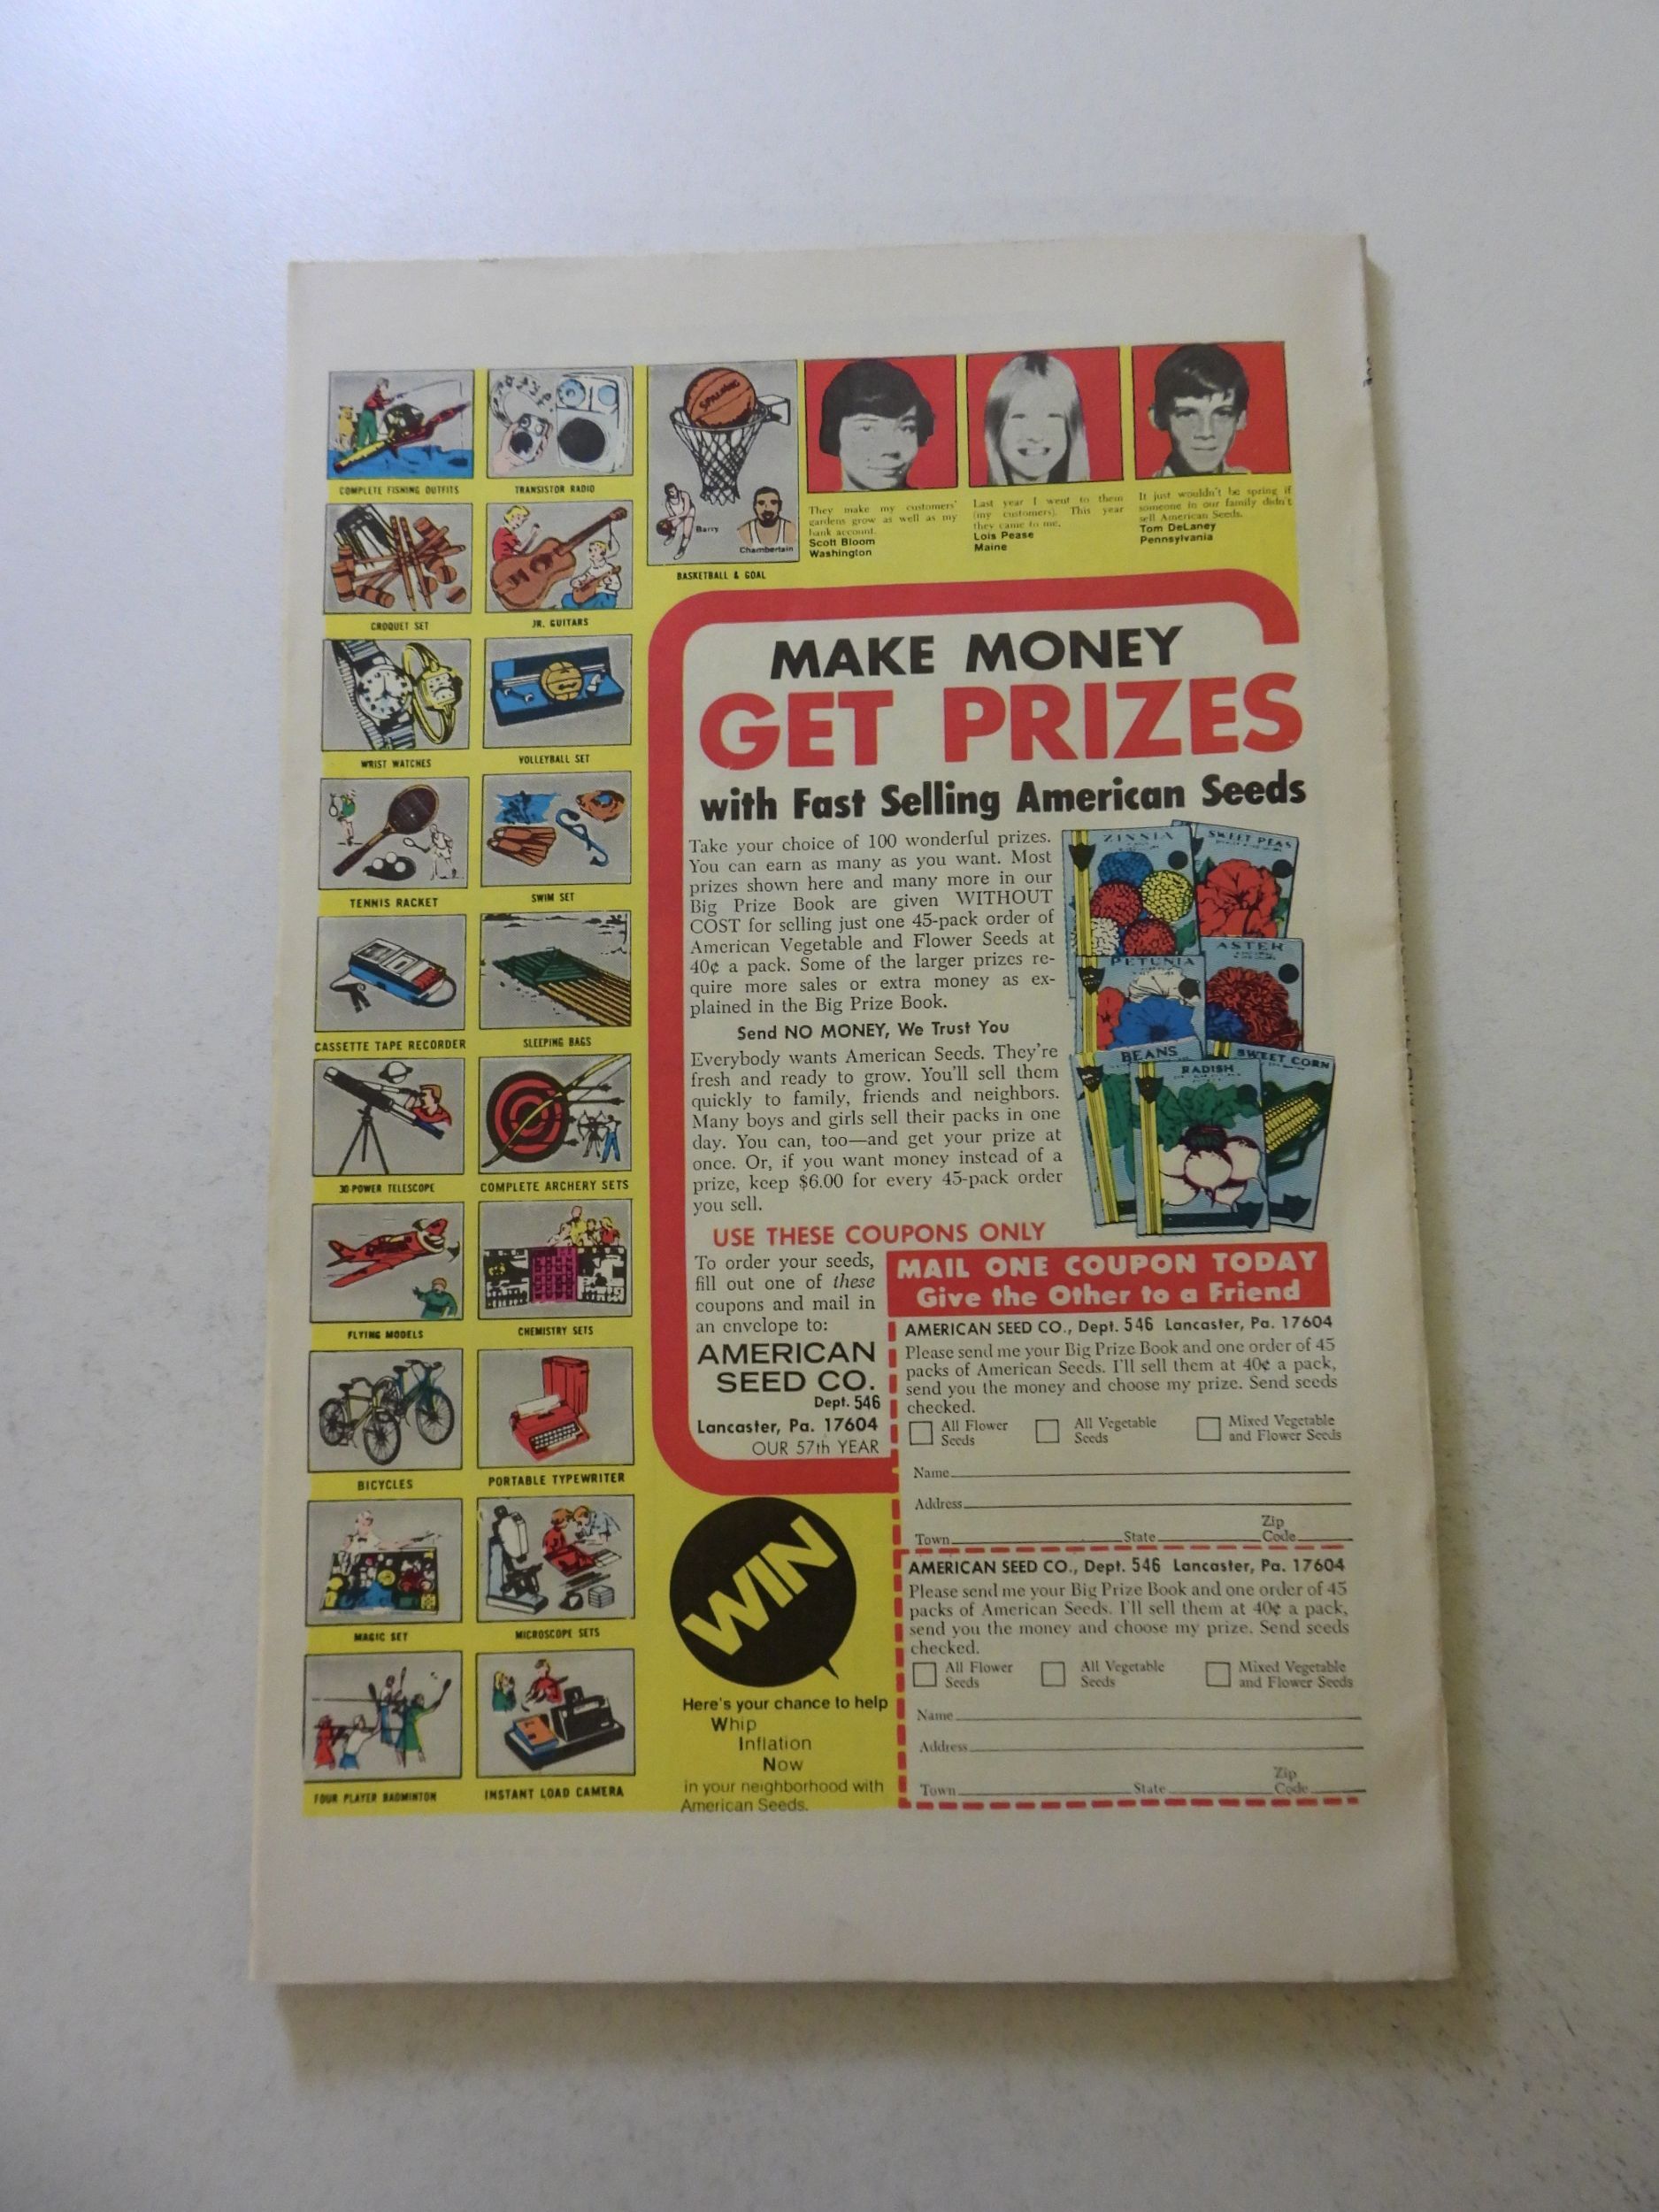 COMPLETE FISHING OUTFITS
TRANSISTOR RADIO
CROQUET SET
JR. GUITARS
WRIST WATCHES
VOLLEYBALL SET
TENNIS RACKET
SWIM SET
CASSETTE TAPE RECORDER
SLEEPING BAGS
30-POWER TELESCOPE
COMPLETE ARCHERY SETS
FLYING MODELS
CHEMISTRY SETS
BICYCLES
PORTABLE TYPEWRITER
MAGIC SET
MICROSCOPE SETS
FOUR PLAYER BADMINTON
INSTANT LOAD CAMERA
SPALDING
Barry
Chamberlain
BASKETBALL & GOAL
They make my customers'
gardens grow as well as my
bank account.
Scott Bloom
Washington
Last year I went to them
(my customers). This year
they came to me.
Lois Pease
Maine
It just wouldn't be spring if
someone in our family didn't
sell American Seeds.
Tom DeLaney
Pennsylvania
MAKE MONEY
GET PRIZES
with Fast Selling American Seeds
Take your choice of 100 wonderful prizes.
You can earn as many as you want. Most
prizes shown here and many more in our
Big Prize Book are given WITHOUT
COST for selling just one 45-pack order of
American Vegetable and Flower Seeds at
40¢ a pack. Some of the larger prizes re-
quire more sales or extra money as ex-
plained in the Big Prize Book.
Send NO MONEY, We Trust You
Everybody wants American Seeds. They're
fresh and ready to grow. You'll sell them
quickly to family, friends and neighbors.
Many boys and girls sell their packs in one
day. You can, too—and get your prize at
once. Or, if you want money instead of a
prize, keep $6.00 for every 45-pack order
you sell.
ZINNIA
SWEET PEAS
ASTER
PETUNIA
BEANS
SWEET CORN
RADISH
USE THESE COUPONS ONLY
To order your seeds,
fill out one of these
coupons and mail in
an envelope to:
AMERICAN
SEED CO.
Dept. 546
Lancaster, Pa. 17604
OUR 57th YEAR
MAIL ONE COUPON TODAY
Give the Other to a Friend
AMERICAN SEED CO., Dept. 546 Lancaster, Pa. 17604
Please send me your Big Prize Book and one order of 45
packs of American Seeds. I'll sell them at 40¢ a pack,
send you the money and choose my prize. Send seeds
checked.
All Flower Seeds
All Vegetable Seeds
Mixed Vegetable and Flower Seeds
Name
Address
Town State Zip Code
AMERICAN SEED CO., Dept. 546 Lancaster, Pa. 17604
Please send me your Big Prize Book and one order of 45
packs of American Seeds. I'll sell them at 40¢ a pack,
send you the money and choose my prize. Send seeds
checked.
All Flower Seeds
All Vegetable Seeds
Mixed Vegetable and Flower Seeds
Name
Address
Town State Zip Code
WIN
Here's your chance to help
Whip
Inflation
Now
in your neighborhood with
American Seeds.